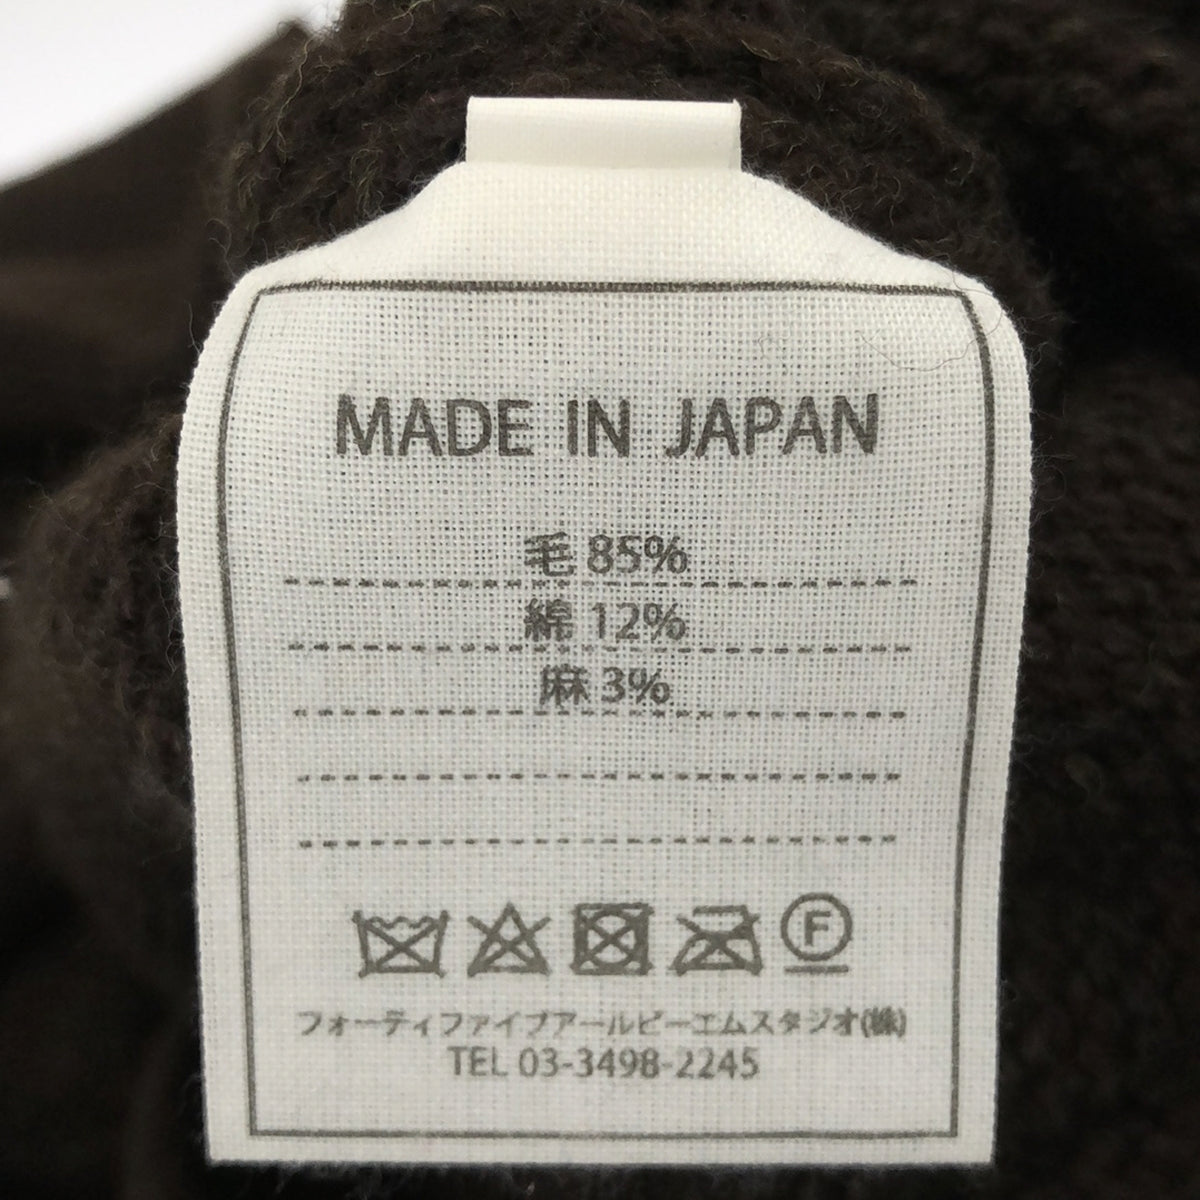 MADE IN JAPAN
毛 85%
綿 12%
麻 3%
F
フォーティファイブアールピーエムスタジオ(株)
TEL 03-3498-2245